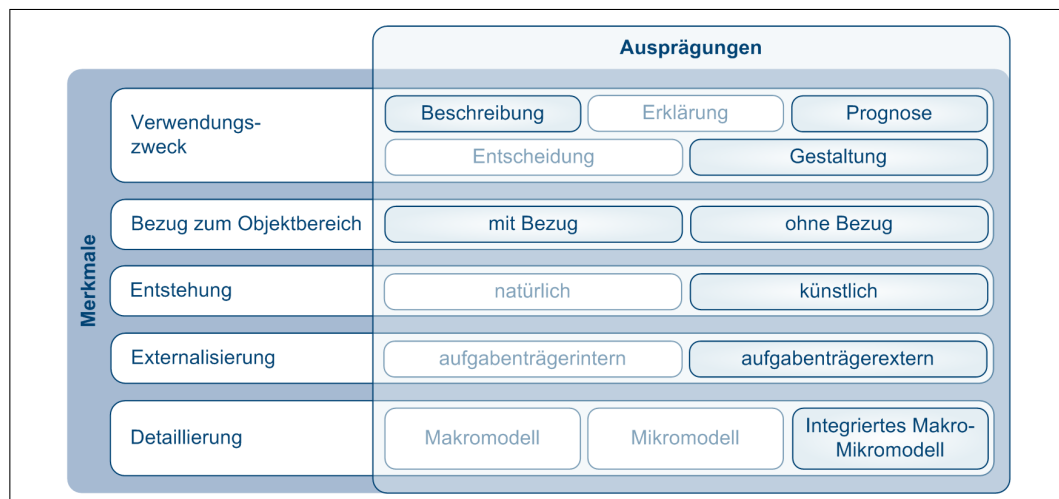 Ausprägungen
Merkmale
Verwendungs-
zweck
Beschreibung
Erklärung
Prognose
Entscheidung
Gestaltung
Bezug zum Objektbereich
mit Bezug
ohne Bezug
Entstehung
natürlich
künstlich
Externalisierung
aufgabenträgerintern
aufgabenträgerextern
Detaillierung
Makromodell
Mikromodell
Integriertes Makro-
Mikromodell